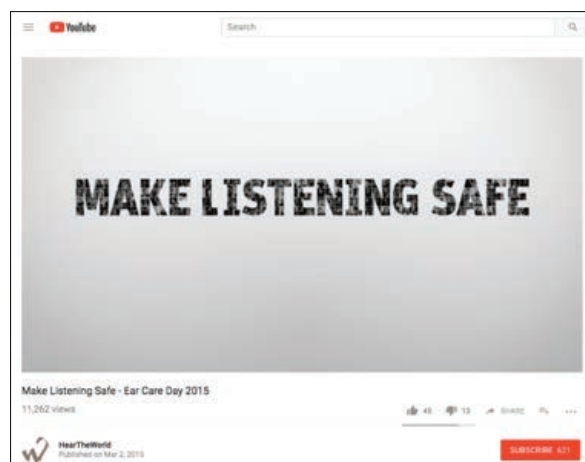 YouTube
Search
MAKE LISTENING SAFE
Make Listening Safe - Ear Care Day 2015
11,262 views
45
13
SHARE
HearTheWorld
Published on Mar 2, 2015
SUBSCRIBE 621